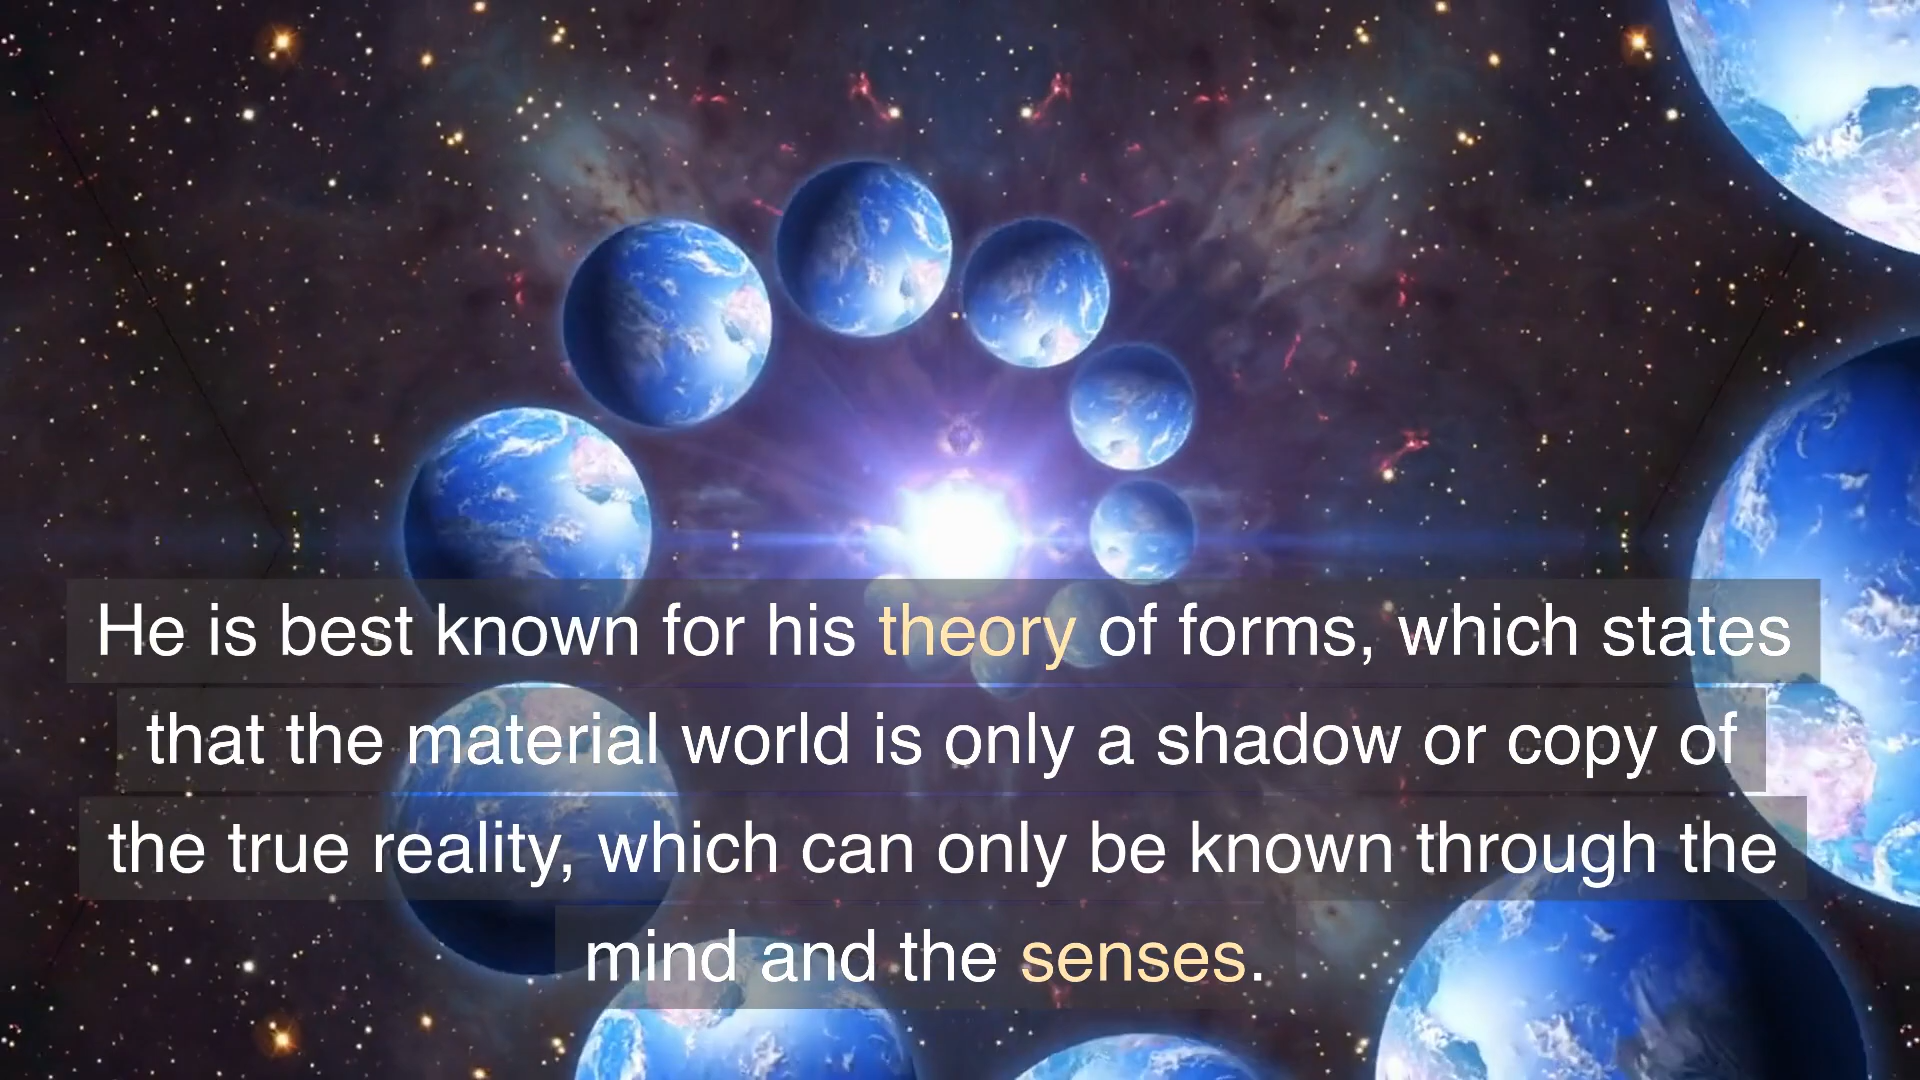 He is best known for his theory of forms, which states
that the material world is only a shadow or copy of
the true reality, which can only be known through the
mind and the senses.